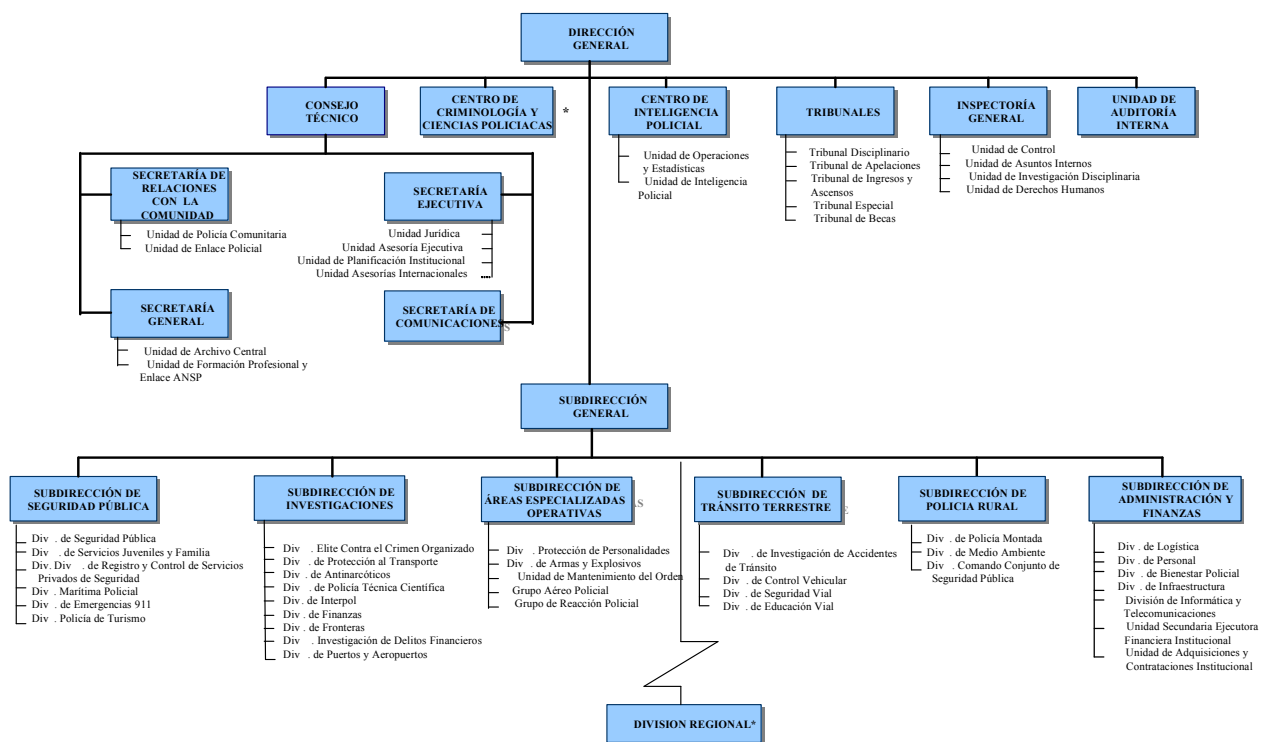 DIRECCIÓN
GENERAL
CONSEJO
TÉCNICO
CENTRO DE
CRIMINOLOGÍA Y
CIENCIAS POLICIACAS
*
CENTRO DE
INTELIGENCIA
POLICIAL
Unidad de Operaciones
y Estadísticas
Unidad de Inteligencia
Policial
TRIBUNALES
Tribunal Disciplinario
Tribunal de Apelaciones
Tribunal de Ingresos y
Ascensos
Tribunal Especial
Tribunal de Becas
INSPECTORÍA
GENERAL
Unidad de Control
Unidad de Asuntos Internos
Unidad de Investigación Disciplinaria
Unidad de Derechos Humanos
UNIDAD DE
AUDITORÍA
INTERNA
SECRETARÍA DE
RELACIONES
CON LA
COMUNIDAD
Unidad de Policía Comunitaria
Unidad de Enlace Policial
SECRETARÍA
EJECUTIVA
Unidad Jurídica
Unidad Asesoría Ejecutiva
Unidad de Planificación Institucional
Unidad Asesorías Internacionales
SECRETARÍA
GENERAL
Unidad de Archivo Central
Unidad de Formación Profesional y
Enlace ANSP
SECRETARÍA DE
COMUNICACIONES
SUBDIRECCIÓN
GENERAL
SUBDIRECCIÓN DE
SEGURIDAD PÚBLICA
Div . de Seguridad Pública
Div . de Servicios Juveniles y Familia
Div. Div . de Registro y Control de Servicios
Privados de Seguridad
Div . Marítima Policial
Div . de Emergencias 911
Div . Policía de Turismo
SUBDIRECCIÓN DE
INVESTIGACIONES
Div . Elite Contra el Crimen Organizado
Div . de Protección al Transporte
Div . de Antinarcóticos
Div . de Policía Técnica Científica
Div . de Interpol
Div . de Finanzas
Div . de Fronteras
Div . Investigación de Delitos Financieros
Div . de Puertos y Aeropuertos
SUBDIRECCIÓN DE
ÁREAS ESPECIALIZADAS
OPERATIVAS
Div . Protección de Personalidades
Div . de Armas y Explosivos
Unidad de Mantenimiento del Orden
Grupo Aéreo Policial
Grupo de Reacción Policial
SUBDIRECCIÓN DE
TRÁNSITO TERRESTRE
Div . de Investigación de Accidentes
de Tránsito
Div . de Control Vehicular
Div . de Seguridad Vial
Div . de Educación Vial
SUBDIRECCIÓN DE
POLICIA RURAL
Div . de Policía Montada
Div . de Medio Ambiente
Div . Comando Conjunto de
Seguridad Pública
SUBDIRECCIÓN DE
ADMINISTRACIÓN Y
FINANZAS
Div . de Logística
Div . de Personal
Div . de Bienestar Policial
Div . de Infraestructura
División de Informática y
Telecomunicaciones
Unidad Secundaria Ejecutora
Financiera Institucional
Unidad de Adquisiciones y
Contrataciones Institucional
DIVISION REGIONAL*